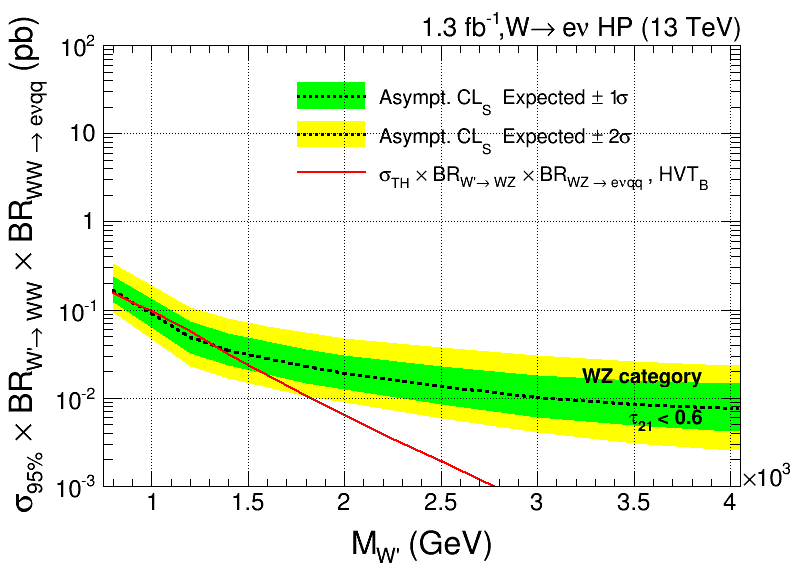 1.3 fb⁻¹,W→ eν HP (13 TeV)
σ95% × BRW'→ WW × BRWW → eνqq (pb)
10²
10
1
10⁻¹
10⁻²
10⁻³
Asympt. CLS Expected ± 1σ
Asympt. CLS Expected ± 2σ
σTH × BRW'→ WZ × BRWZ → eνqq , HVTB
WZ category
τ21 < 0.6
1 1.5 2 2.5 3 3.5 4
×10³
MW' (GeV)